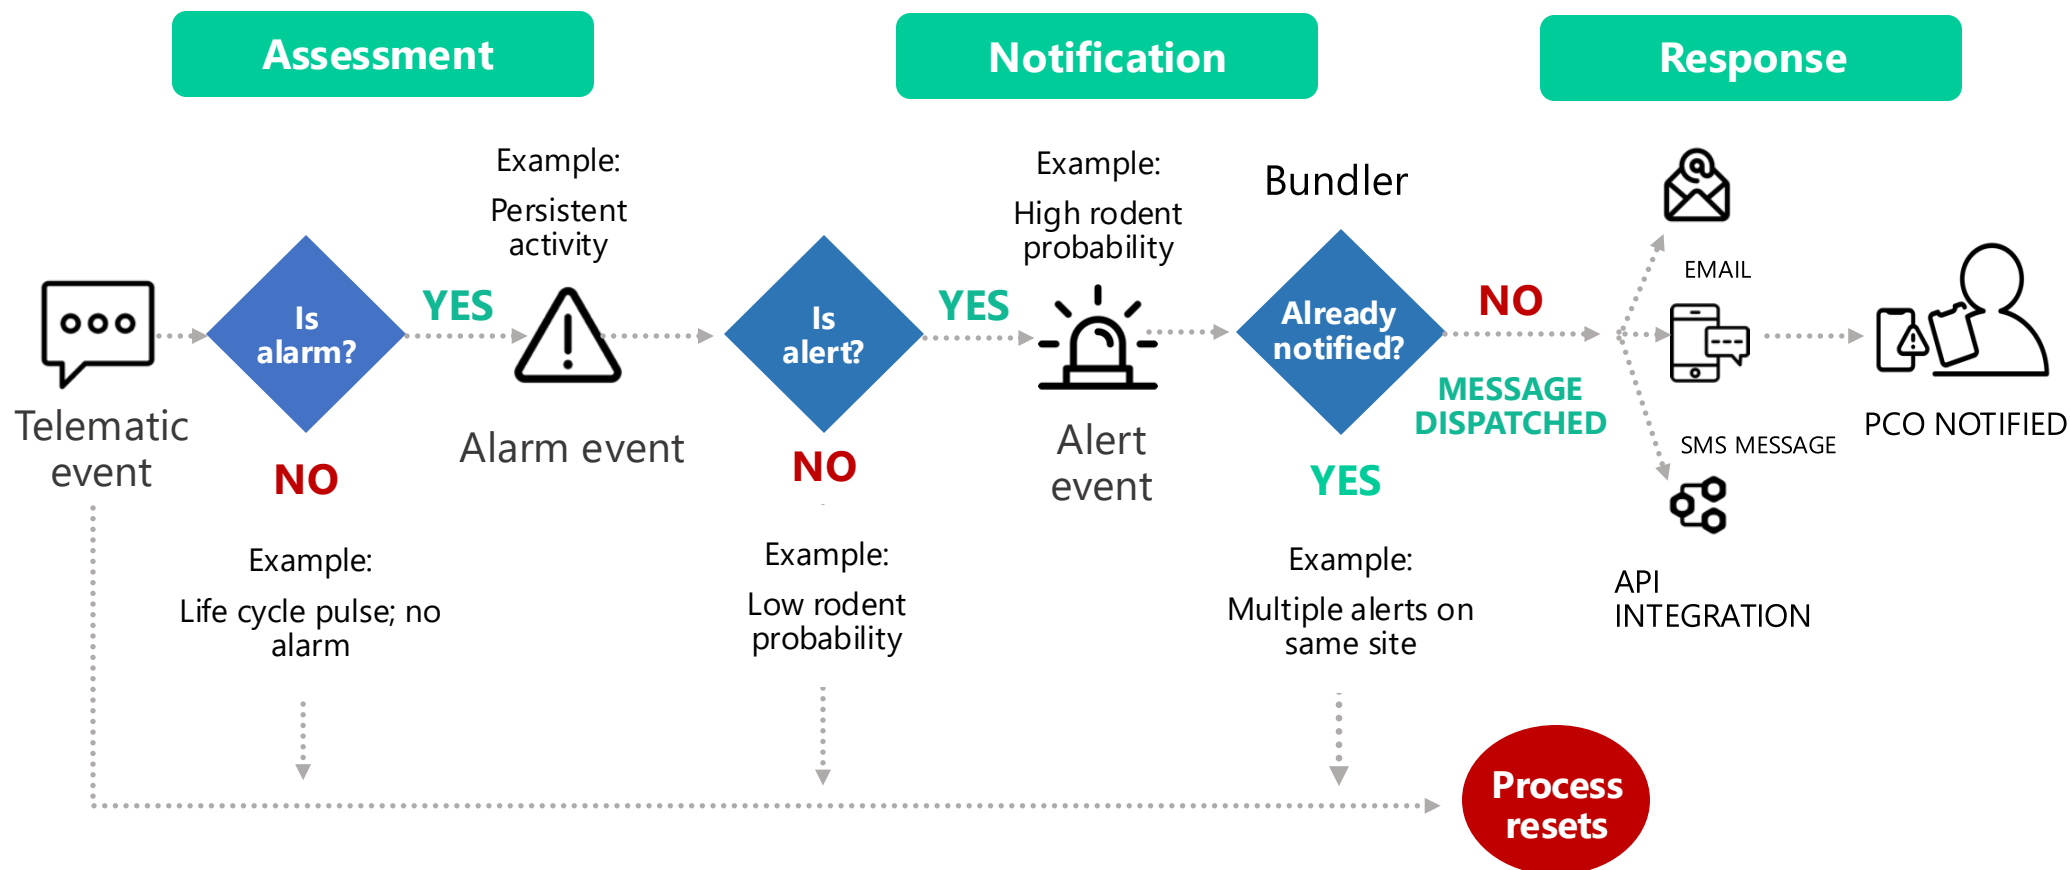 Assessment
Notification
Response
Example:
Persistent
activity
Example:
High rodent
probability
Bundler
Telematic
event
Is
alarm?
YES
Alarm event
Is
alert?
YES
Alert
event
Already
notified?
NO
MESSAGE
DISPATCHED
EMAIL
SMS MESSAGE
API
INTEGRATION
PCO NOTIFIED
NO
Example:
Life cycle pulse; no
alarm
NO
Example:
Low rodent
probability
YES
Example:
Multiple alerts on
same site
Process
resets